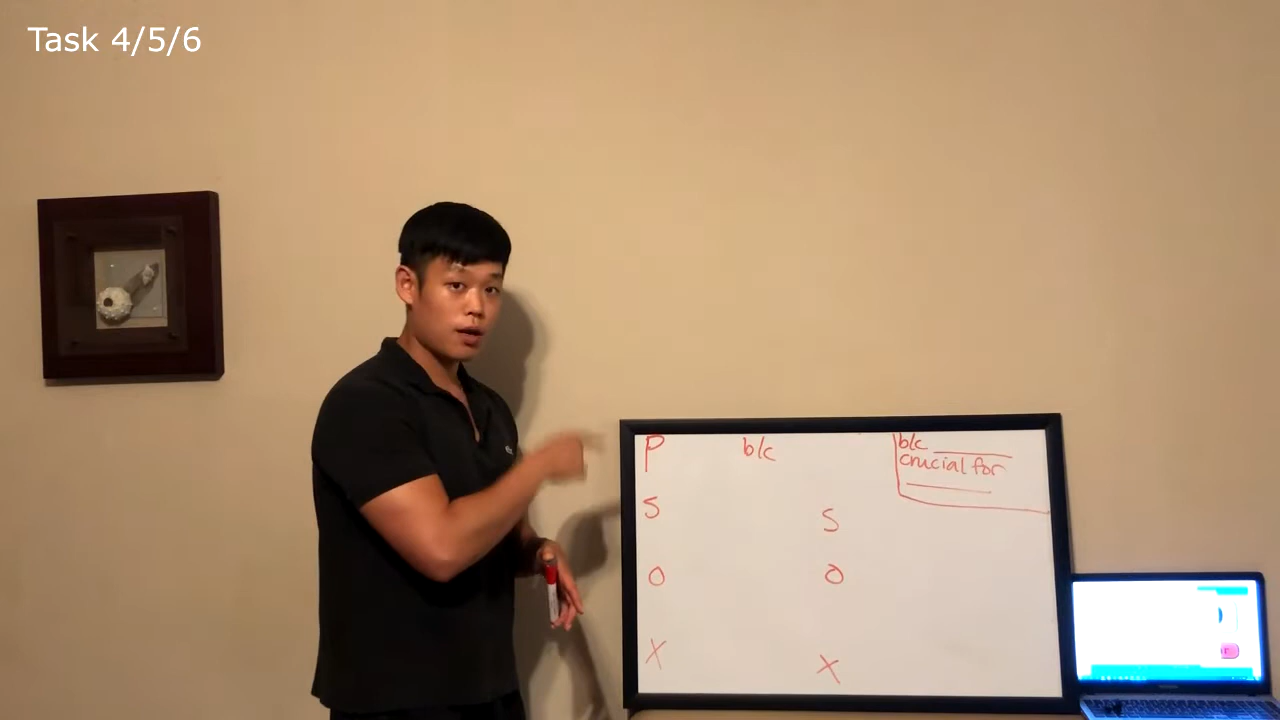 Task 4/5/6
P b/c
b/c
crucial for
S S
O O
X X